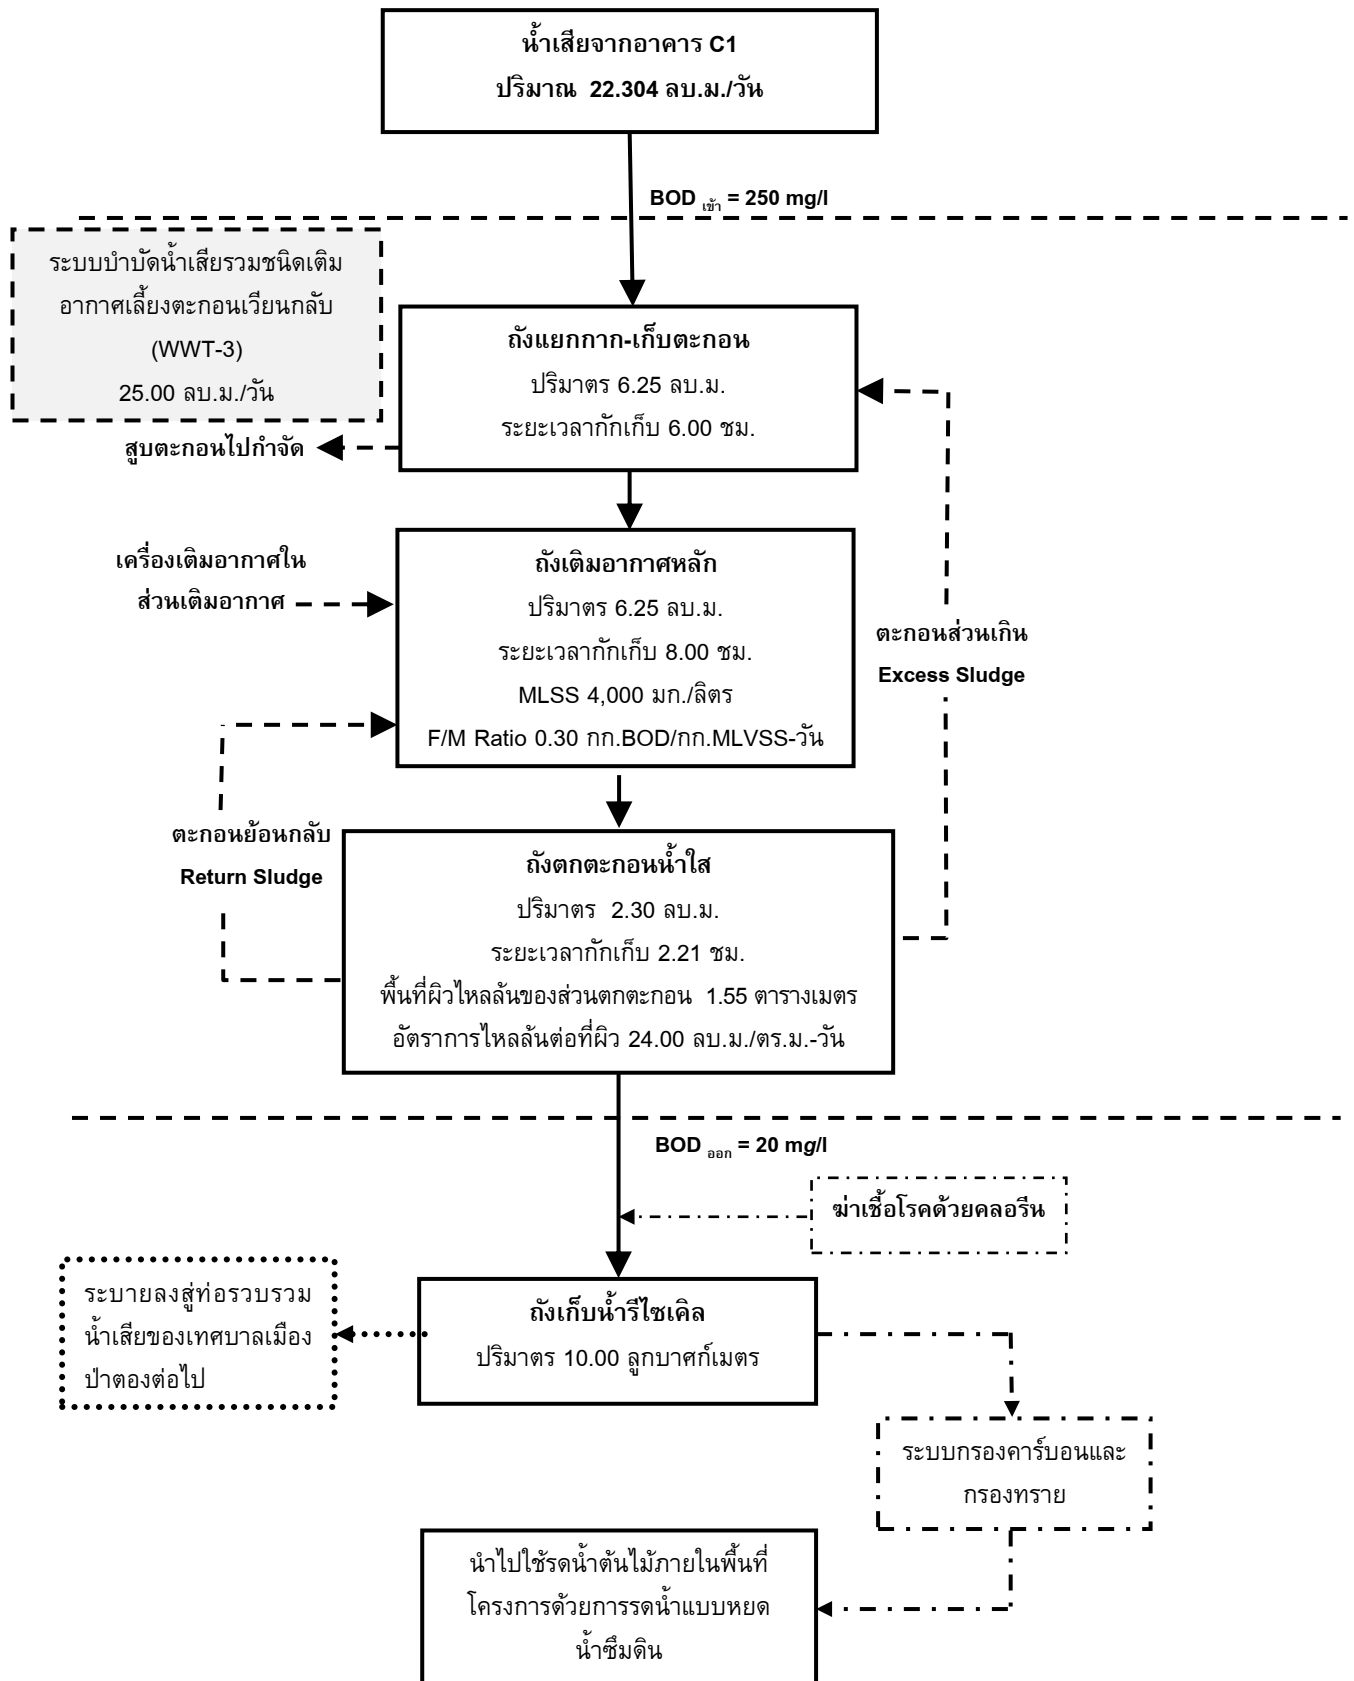 น้ำเสียจากอาคาร C1
ปริมาณ 22.304 ลบ.ม./วัน
BOD เข้า = 250 mg/l
ระบบบำบัดน้ำเสียรวมชนิดเติม
อากาศเลี้ยงตะกอนเวียนกลับ
(WWT-3)
25.00 ลบ.ม./วัน
ถังแยกกาก-เก็บตะกอน
ปริมาตร 6.25 ลบ.ม.
ระยะเวลากักเก็บ 6.00 ชม.
สูบตะกอนไปกำจัด
เครื่องเติมอากาศใน
ส่วนเติมอากาศ
ถังเติมอากาศหลัก
ปริมาตร 6.25 ลบ.ม.
ระยะเวลากักเก็บ 8.00 ชม.
MLSS 4,000 มก./ลิตร
F/M Ratio 0.30 กก.BOD/กก.MLVSS-วัน
ตะกอนส่วนเกิน
Excess Sludge
ตะกอนย้อนกลับ
Return Sludge
ถังตกตะกอนน้ำใส
ปริมาตร 2.30 ลบ.ม.
ระยะเวลากักเก็บ 2.21 ชม.
พื้นที่ผิวไหลล้นของส่วนตกตะกอน 1.55 ตารางเมตร
อัตราการไหลล้นต่อที่ผิว 24.00 ลบ.ม./ตร.ม.-วัน
BOD ออก = 20 mg/l
ฆ่าเชื้อโรคด้วยคลอรีน
ระบายลงสู่ท่อรวบรวม
น้ำเสียของเทศบาลเมือง
ป่าตองต่อไป
ถังเก็บน้ำรีไซเคิล
ปริมาตร 10.00 ลูกบาศก์เมตร
ระบบกรองคาร์บอนและ
กรองทราย
นำไปใช้รดน้ำต้นไม้ภายในพื้นที่
โครงการด้วยการรดน้ำแบบหยด
น้ำซึมดิน